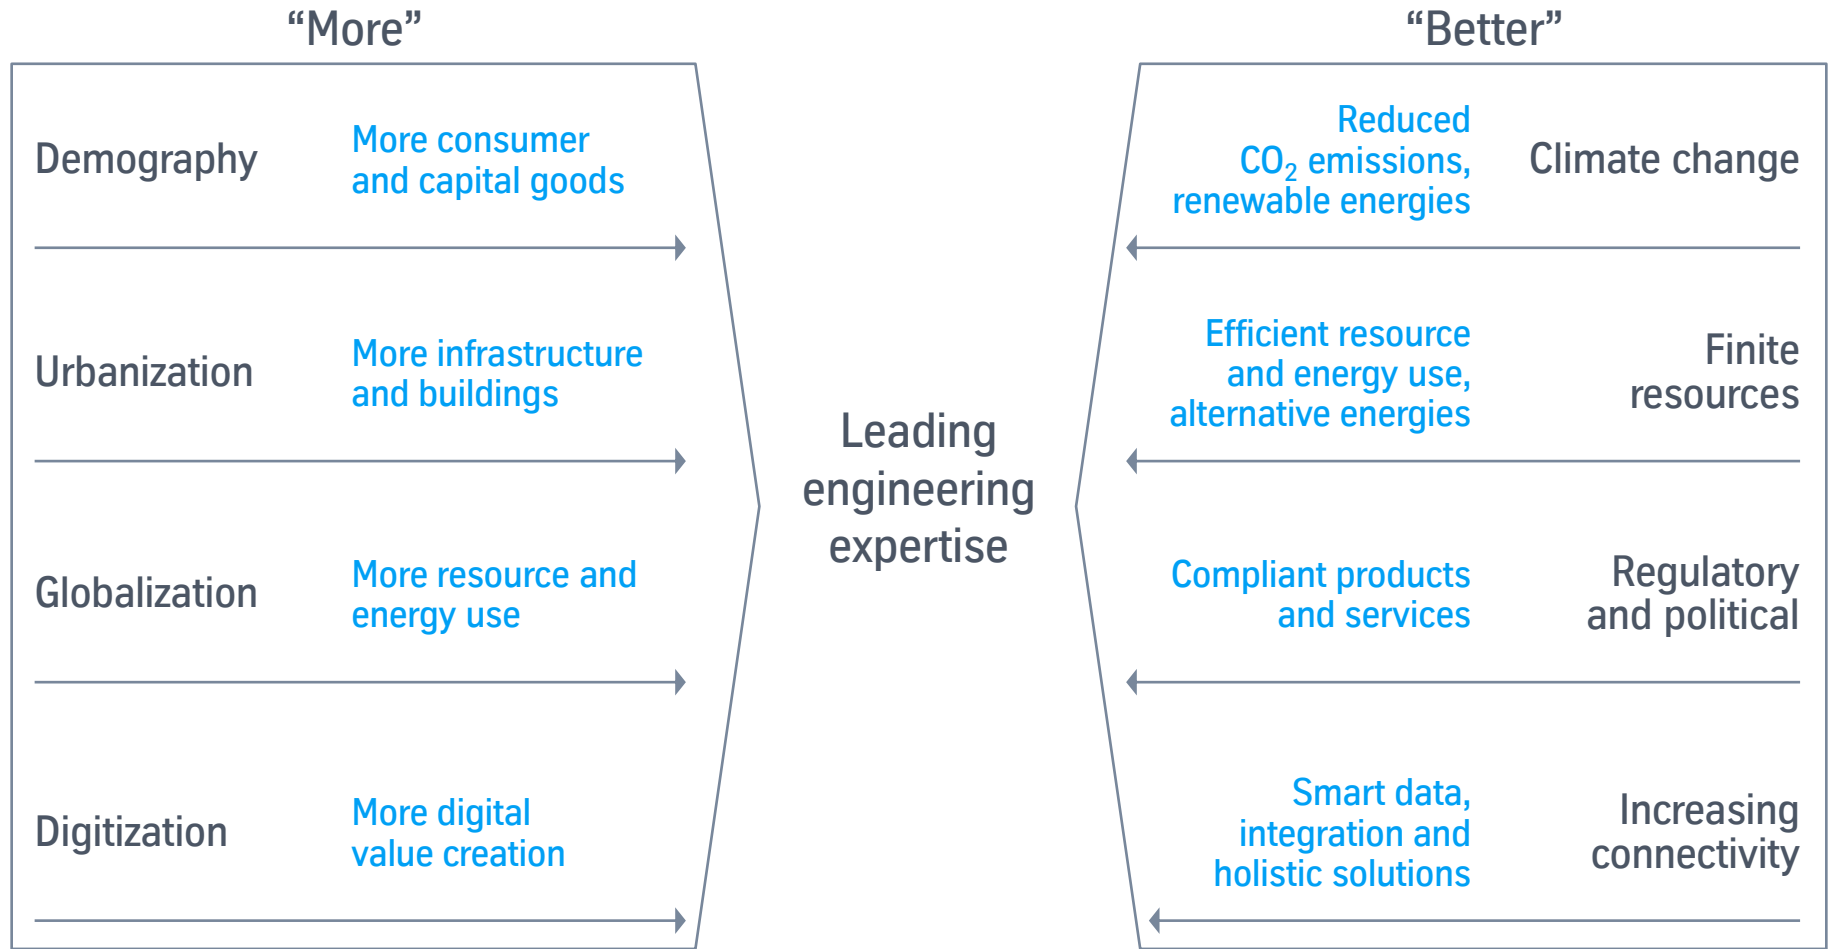 “More”
Demography
More consumer
and capital goods
Urbanization
More infrastructure
and buildings
Globalization
More resource and
energy use
Digitization
More digital
value creation
Leading
engineering
expertise
“Better”
Reduced
CO₂ emissions,
renewable energies
Climate change
Efficient resource
and energy use,
alternative energies
Finite
resources
Compliant products
and services
Regulatory
and political
Smart data,
integration and
holistic solutions
Increasing
connectivity